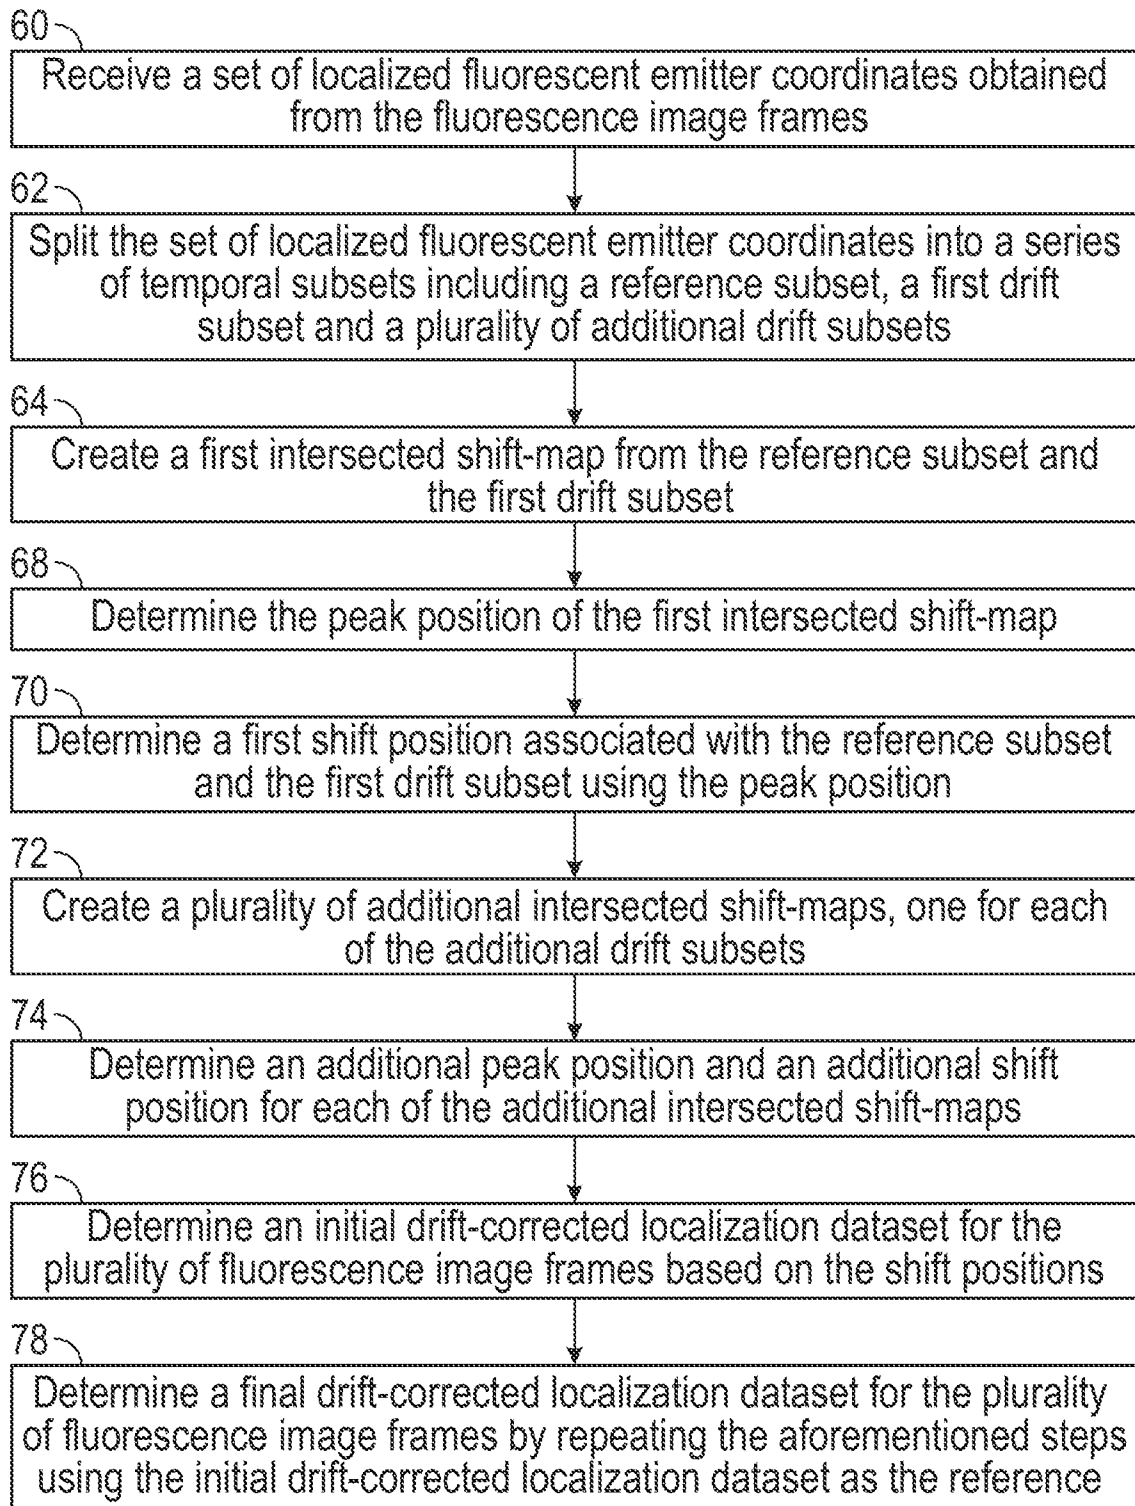 60
Receive a set of localized fluorescent emitter coordinates obtained
from the fluorescence image frames
62
Split the set of localized fluorescent emitter coordinates into a series
of temporal subsets including a reference subset, a first drift
subset and a plurality of additional drift subsets
64
Create a first intersected shift-map from the reference subset and
the first drift subset
68
Determine the peak position of the first intersected shift-map
70
Determine a first shift position associated with the reference subset
and the first drift subset using the peak position
72
Create a plurality of additional intersected shift-maps, one for each
of the additional drift subsets
74
Determine an additional peak position and an additional shift
position for each of the additional intersected shift-maps
76
Determine an initial drift-corrected localization dataset for the
plurality of fluorescence image frames based on the shift positions
78
Determine a final drift-corrected localization dataset for the plurality
of fluorescence image frames by repeating the aforementioned steps
using the initial drift-corrected localization dataset as the reference